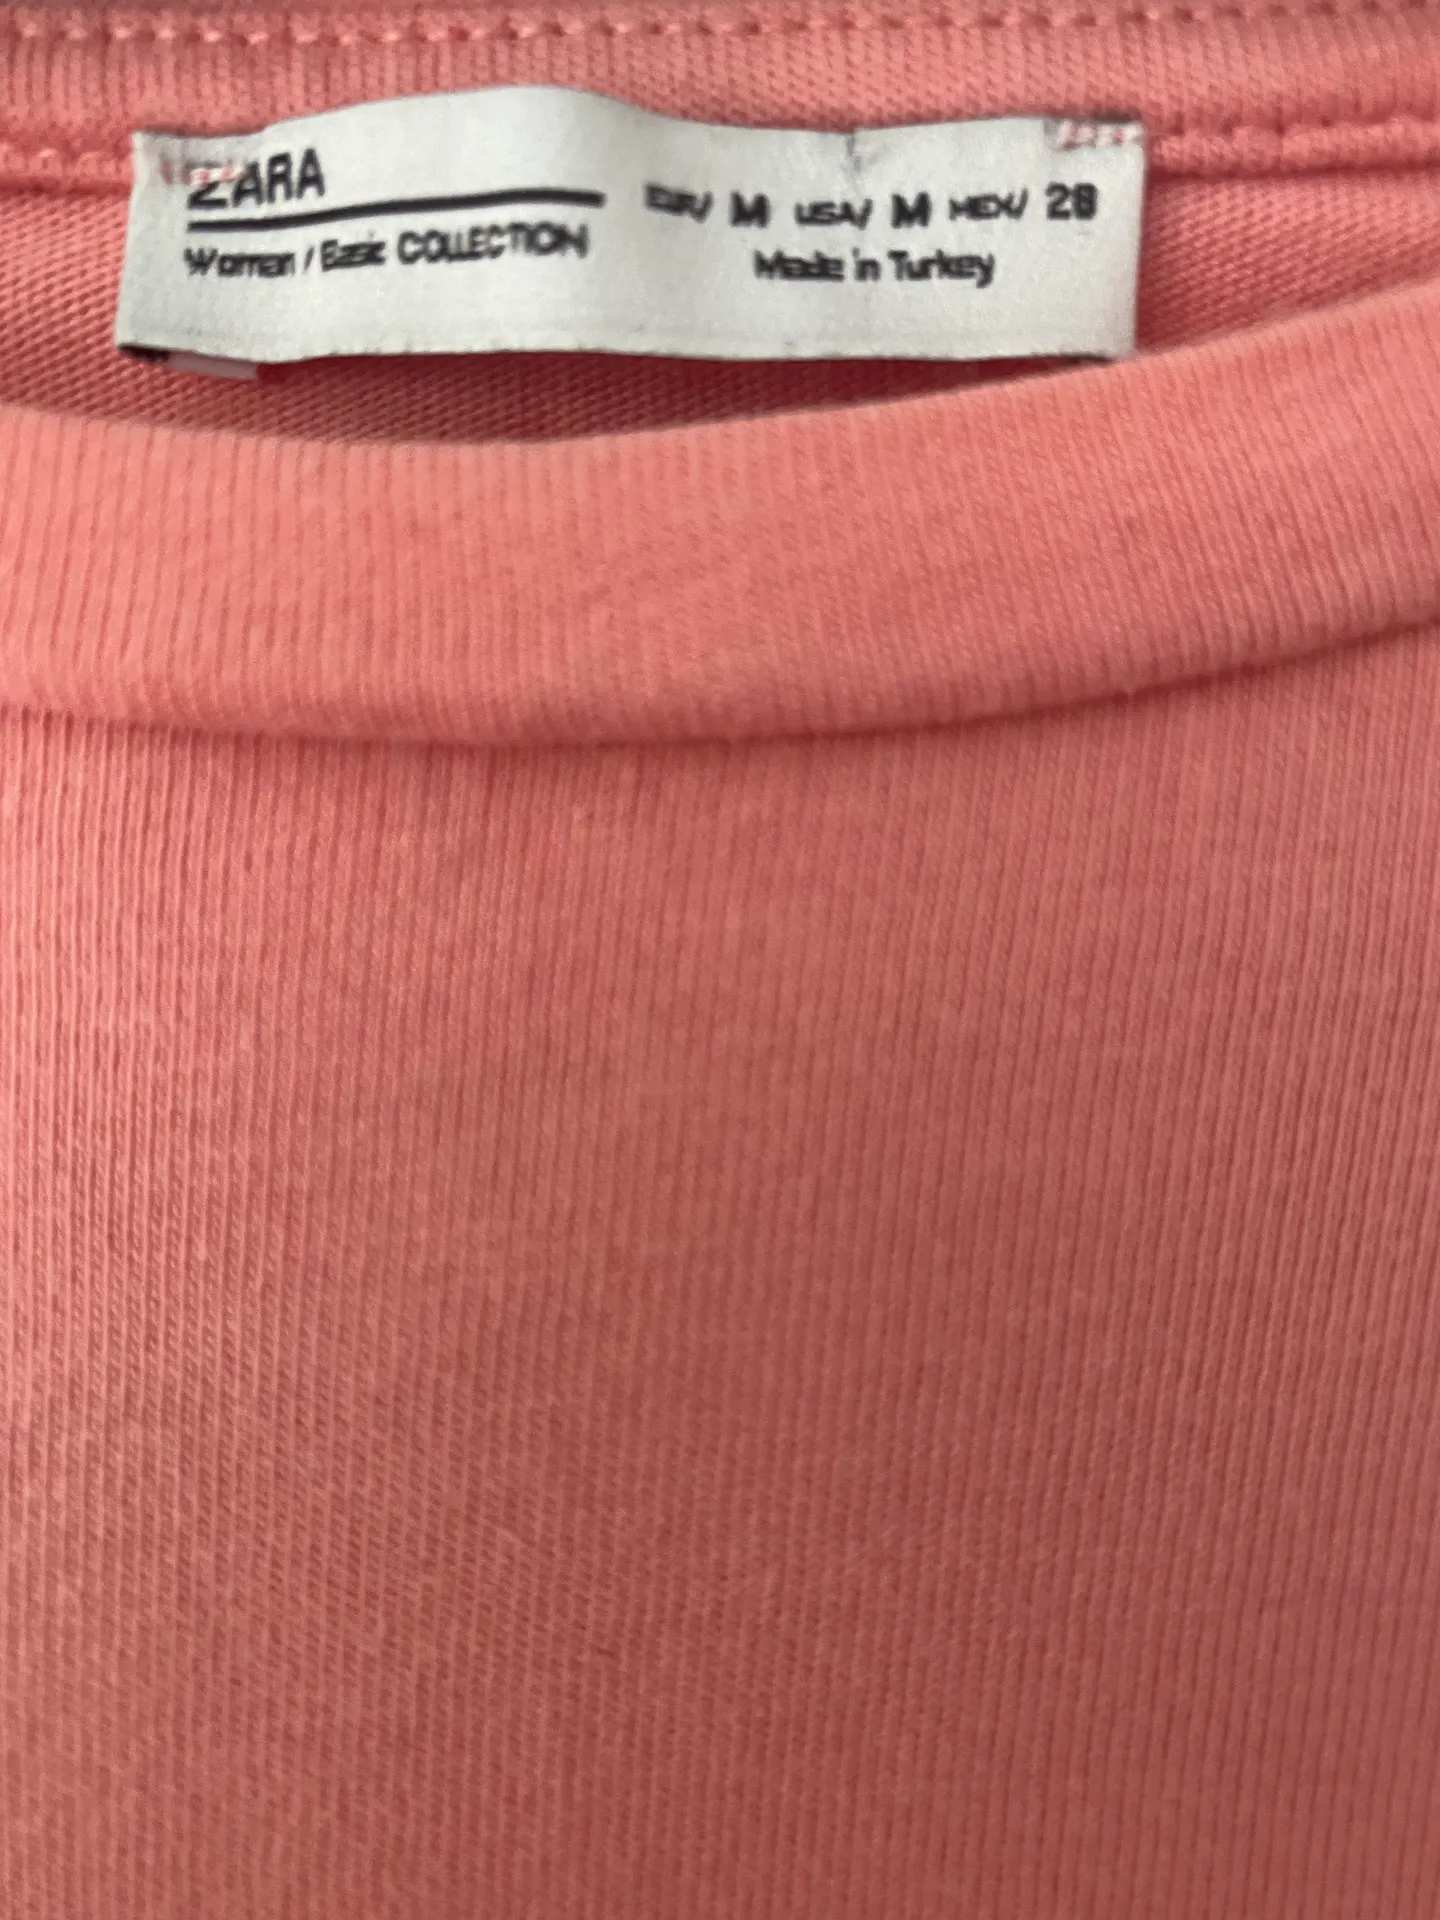 ZARA
Woman / Basic COLLECTION
EUR/ M USA/ M MEX/ 28
Made in Turkey